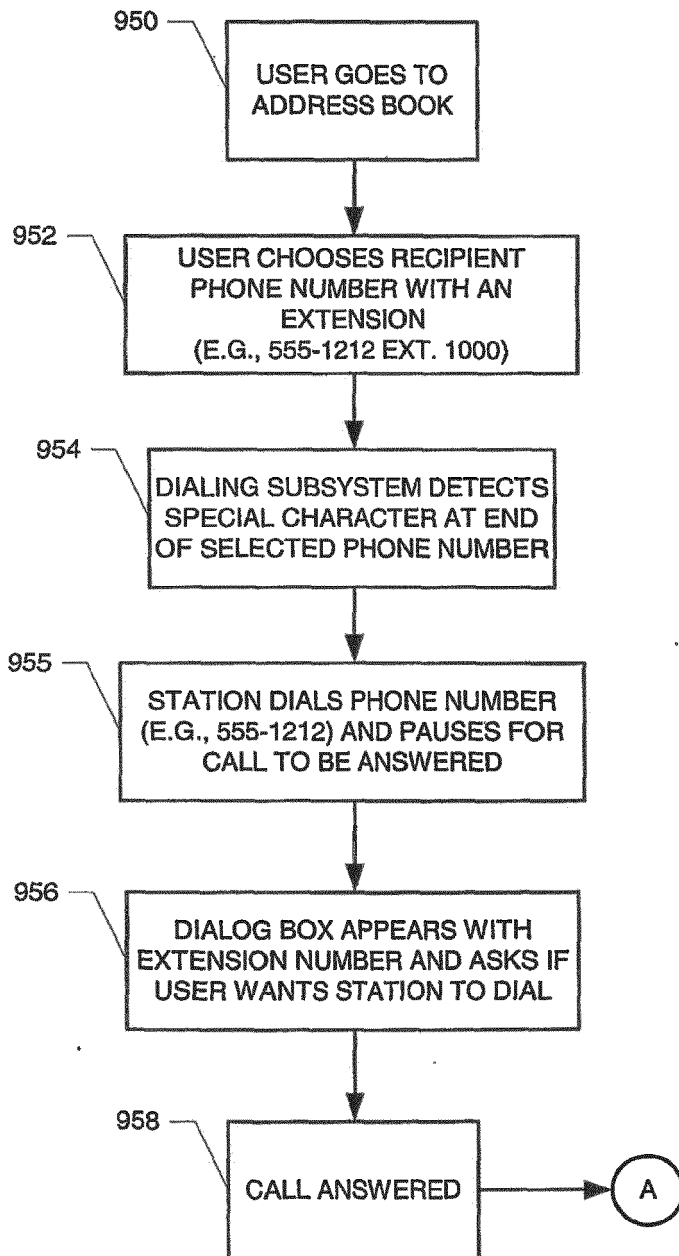 950
USER GOES TO
ADDRESS BOOK
952
USER CHOOSES RECIPIENT
PHONE NUMBER WITH AN
EXTENSION
(E.G., 555-1212 EXT. 1000)
954
DIALING SUBSYSTEM DETECTS
SPECIAL CHARACTER AT END
OF SELECTED PHONE NUMBER
955
STATION DIALS PHONE NUMBER
(E.G., 555-1212) AND PAUSES FOR
CALL TO BE ANSWERED
956
DIALOG BOX APPEARS WITH
EXTENSION NUMBER AND ASKS IF
USER WANTS STATION TO DIAL
958
CALL ANSWERED
A